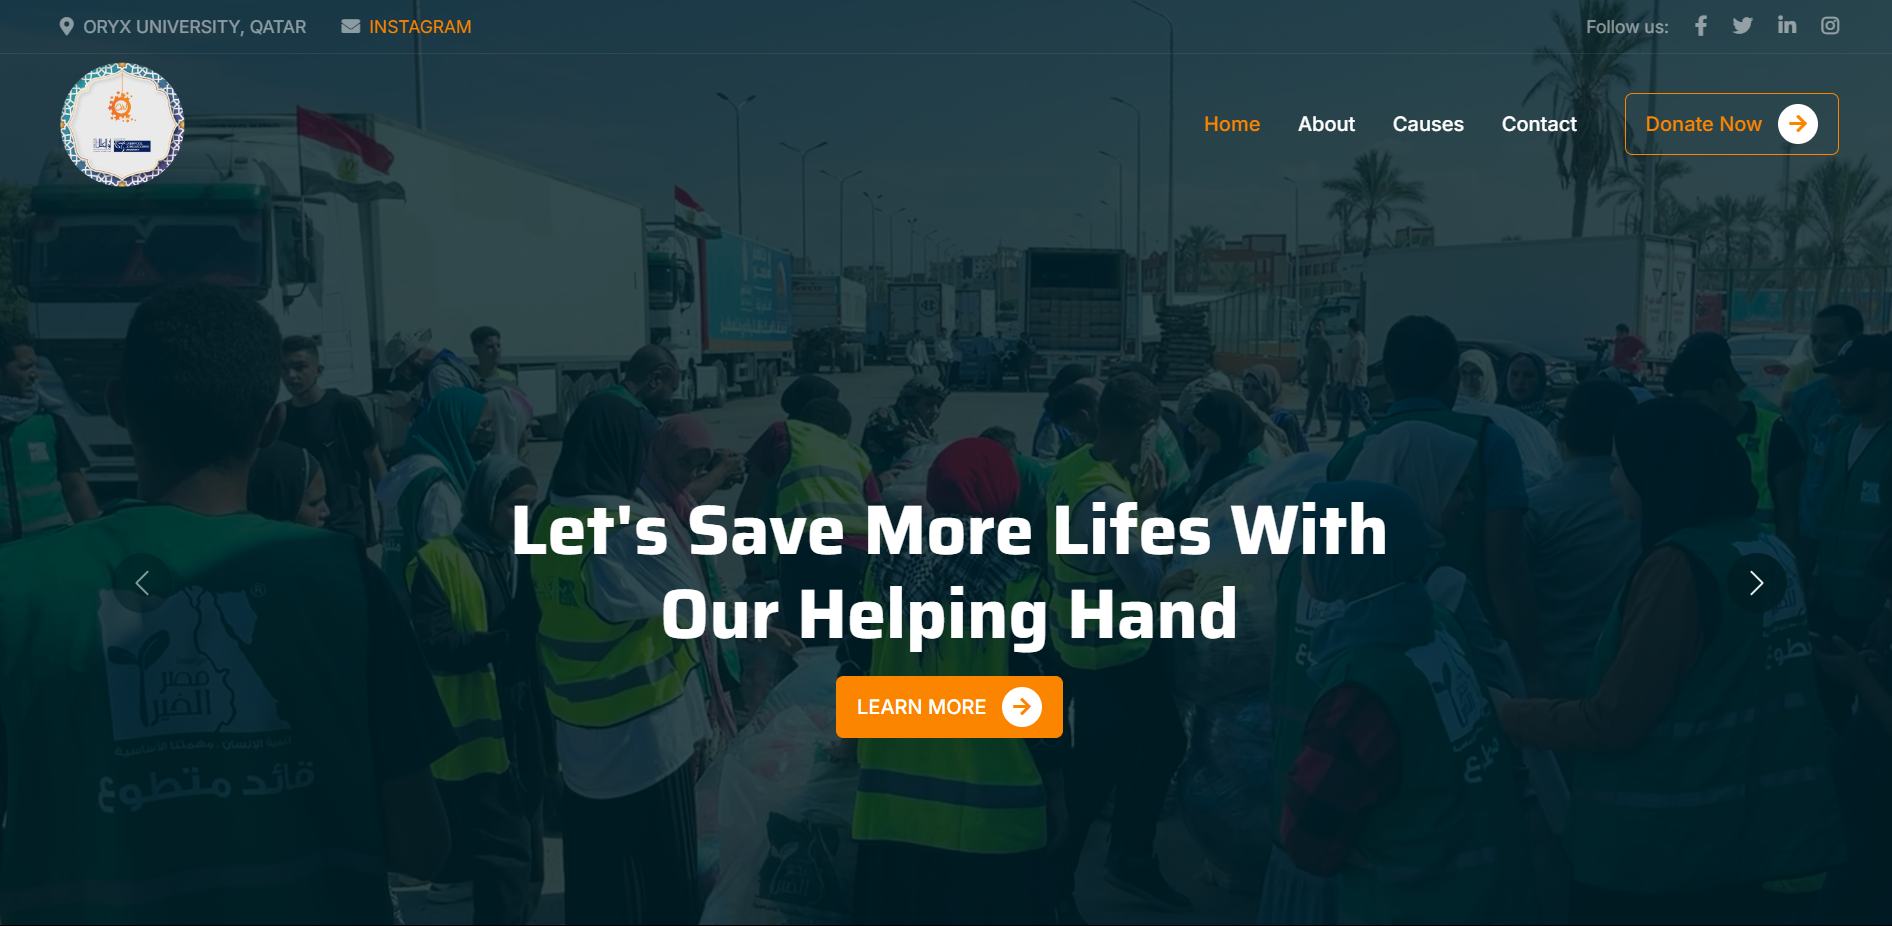 ORYX UNIVERSITY, QATAR
INSTAGRAM
Follow us:
Home
About
Causes
Contact
Donate Now
Let's Save More Lifes With
Our Helping Hand
LEARN MORE
®
مصر
الخير
قائد متطوع